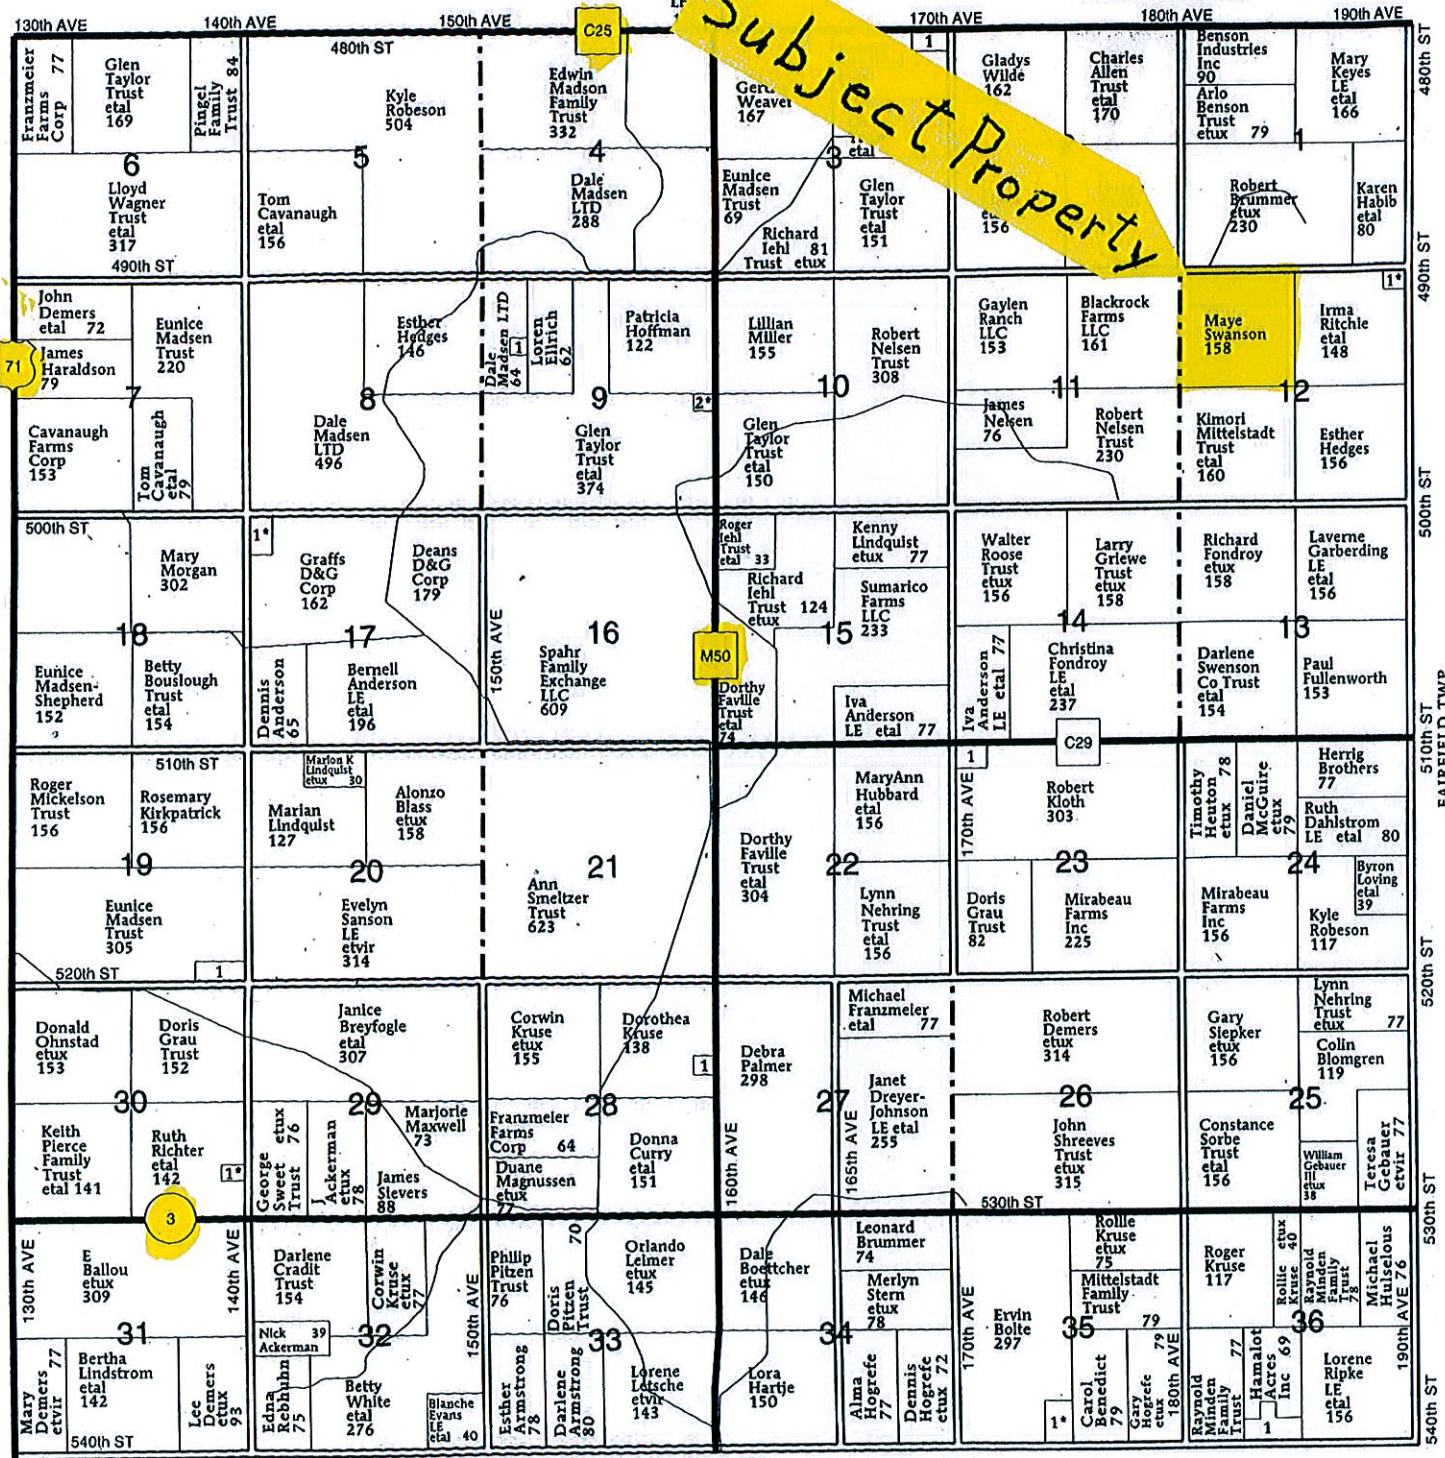 130th AVE 140th AVE 150th AVE 170th AVE 180th AVE 190th AVE
C25
Subject Property
480th ST
480th ST
Franzmeier
Farms 77
Corp
Glen
Taylor
Trust
etal
169
Pingel
Family
Trust 84
6
Lloyd
Wagner
Trust
etal
317
490th ST
Kyle
Robeson
504
5
Tom
Cavanaugh
etal
156
Edwin
Madson
Family
Trust
332
4
Dale
Madsen
LTD
288
Weaver
167
1
3
etal
Eunice
Madsen
Trust
69
Richard
Iehl 81
Trust etux
Glen
Taylor
Trust
etal
151
Gladys
Wilde
162
Charles
Allen
Trust
etal
170
156
Benson
Industries
Inc
90
Arlo
Benson
Trust
etux 79
Mary
Keyes
LE
etal
166
1
Robert
Brummer
etux
230
Karen
Habib
etal
80
490th ST
71
John
Demers
etal 72
James
Haraldson
79
Eunice
Madsen
Trust
220
7
Cavanaugh
Farms
Corp
153
Tom
Cavanaugh
etal
79
Esther
Hedges
146
8
Dale
Madsen
LTD
496
Dale
Madsen LTD
64
1
Loren
Ellrich
62
Patricia
Hoffman
122
9
2*
Glen
Taylor
Trust
etal
374
Lillian
Miller
155
Robert
Nelsen
Trust
308
10
Glen
Taylor
Trust
etal
150
Gaylen
Ranch
LLC
153
Blackrock
Farms
LLC
161
11
James
Nelsen
76
Robert
Nelsen
Trust
230
Maye
Swanson
158
1*
Irma
Ritchie
etal
148
12
Kimori
Mittelstadt
Trust
etal
160
Esther
Hedges
156
500th ST
500th ST
Mary
Morgan
302
18
Eunice
Madsen-
Shepherd
152
Betty
Bouslough
Trust
etal
154
1*
Graffs
D&G
Corp
162
Deans
D&G
Corp
179
17
Dennis
Anderson
65
Bernell
Anderson
LE
etal
196
150th AVE
16
Spahr
Family
Exchange
LLC
609
M50
Roger
Iehl
Trust
etal 33
Richard
Iehl
Trust 124
etux
Kenny
Lindquist
etux 77
Sumarico
Farms
LLC
233
15
Dorthy
Faville
Trust
etal
74
Iva
Anderson
LE etal 77
Walter
Roose
Trust
etux
156
Larry
Griewe
Trust
etux
158
14
Iva
Anderson
LE etal 77
Christina
Fondroy
LE
etal
237
C29
Richard
Fondroy
etux
158
Laverne
Garberding
LE
etal
156
13
Darlene
Swenson
Co Trust
etal
154
Paul
Fullenworth
153
510th ST
FAIRFIELD TWP
510th ST
Roger
Mickelson
Trust
156
Rosemary
Kirkpatrick
156
19
Eunice
Madsen
Trust
305
520th ST
1
Marion K
Lindquist
etux 30
Marian
Lindquist
127
Alonzo
Blass
etux
158
20
Evelyn
Sanson
LE
etvir
314
21
Ann
Smeltzer
Trust
623
MaryAnn
Hubbard
etal
156
Dorthy
Faville
Trust
etal
304
22
Lynn
Nehring
Trust
etal
156
1
170th AVE
Robert
Kloth
303
23
Doris
Grau
Trust
82
Mirabeau
Farms
Inc
225
Timothy
Heuton
etux 78
Daniel
McGuire
etux
79
Herrig
Brothers
77
Ruth
Dahlstrom
LE etal 80
24
Mirabeau
Farms
Inc
156
Byron
Loving
etal
39
Kyle
Robeson
117
520th ST
Donald
Ohnstad
etux
153
Doris
Grau
Trust
152
30
Keith
Pierce
Family
Trust
etal 141
Ruth
Richter
etal
142
1*
3
Janice
Breyfogle
etal
307
29
George
Sweet etux
Trust 76
J
Ackerman
etux
78
Marjorie
Maxwell
73
James
Sievers
88
Corwin
Kruse
etux
155
Dorothea
Kruse
138
1
28
Franzmeier
Farms
Corp 64
Duane
Magnussen
etux
77
Donna
Curry
etal
151
Debra
Palmer
298
160th AVE
27
165th AVE
Michael
Franzmeier
etal 77
Janet
Dreyer-
Johnson
LE etal
255
Robert
Demers
etux
314
26
John
Shreeves
Trust
etux
315
530th ST
Gary
Siepker
etux
156
Lynn
Nehring
Trust
etux 77
Colin
Blomgren
119
25
Constance
Sorbe
Trust
etal
156
William
Gebauer
III
etux
38
Teresa
Gebauer
etvir 77
530th ST
130th AVE
E
Ballou
etux
309
140th AVE
31
Mary
Demers 77
etvir
Bertha
Lindstrom
etal
142
Lee
Demers
etux
93
540th ST
Darlene
Cradit
Trust
154
Corwin
Kruse
etux
77
Nick 39
Ackerman
32
Edna
Rebhuhn
75
Betty
White
etal
276
Blanche
Evans
LE
etal 40
150th AVE
Philip
Pitzen
Trust
76
Doris
Pitzen
Trust
70
Orlando
Leimer
etux
145
33
Esther
Armstrong
78
Darlene
Armstrong
80
Lorene
Letsche
etvir
143
Dale
Boettcher
etux
146
Leonard
Brummer
74
Merlyn
Stern
etux
78
34
Lora
Hartje
150
Alma
Hogrefe
77
Dennis
Hogrefe
etux 72
170th AVE
Ervin
Bolte
297
Rollie
Kruse
etux
75
Mittelstadt
Family
Trust
79
35
1*
Carol
Benedict
79
Gary
Hogrefe
etux
79
180th AVE
Roger
Kruse
117
Rollie etux
Kruse 40
Raynold
Minden
Family
Trust
78
Michael
Hulselous
76
36
Raynold
Minden
Family
Trust 77
Hamalot
Acres
Inc 69
1
Lorene
Ripke
LE
etal
156
190th AVE
540th ST